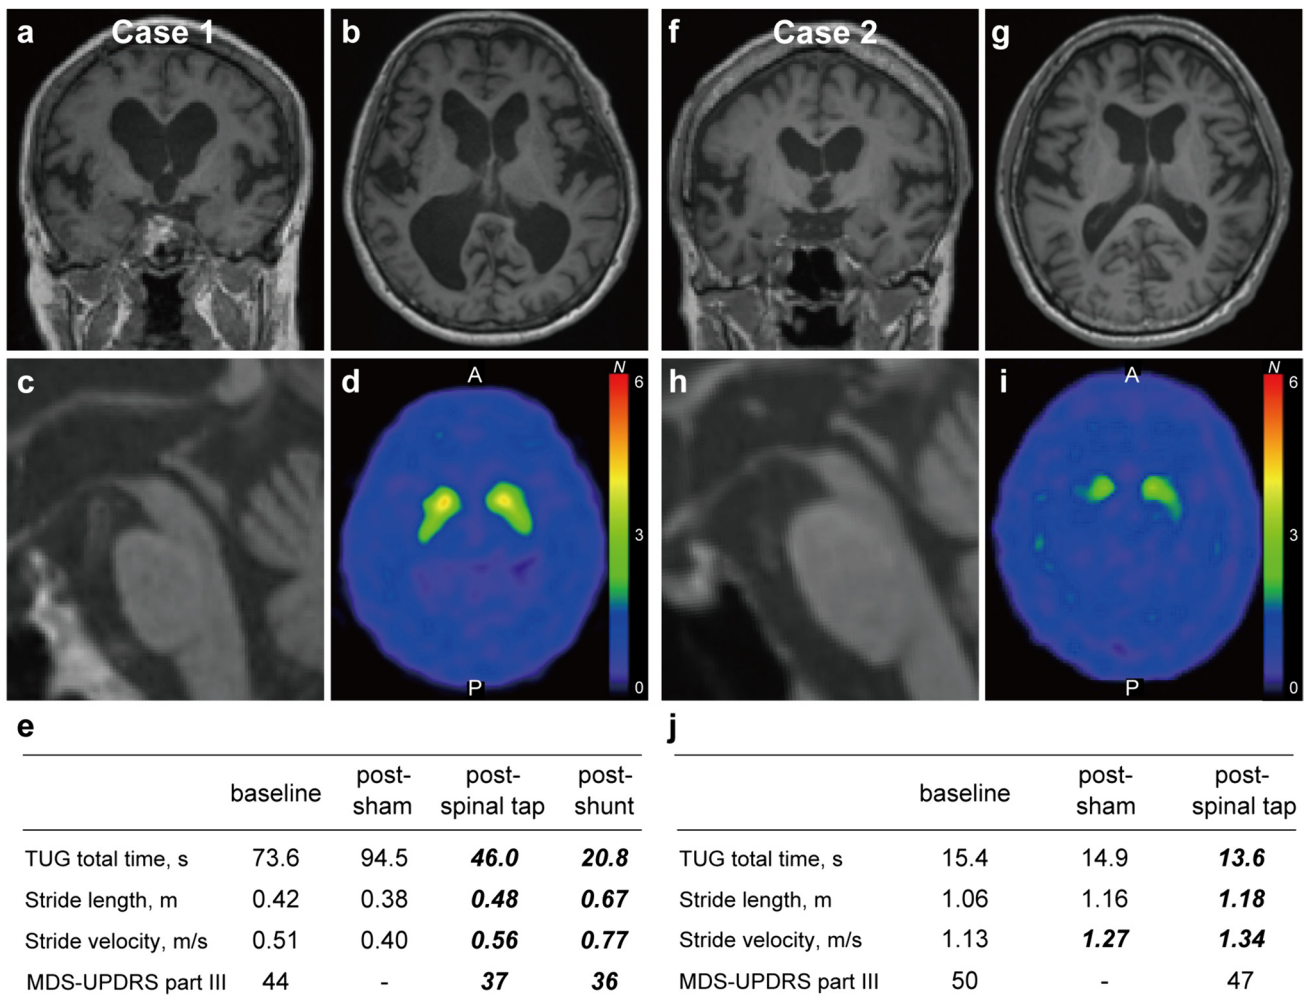 a Case 1
b
f Case 2
g
c
d A N
6
3
0
P
h
i A N
6
3
0
P
e
baseline post-sham post-spinal tap post-shunt
TUG total time, s 73.6 94.5 46.0 20.8
Stride length, m 0.42 0.38 0.48 0.67
Stride velocity, m/s 0.51 0.40 0.56 0.77
MDS-UPDRS part III 44 - 37 36
j
baseline post-sham post-spinal tap
TUG total time, s 15.4 14.9 13.6
Stride length, m 1.06 1.16 1.18
Stride velocity, m/s 1.13 1.27 1.34
MDS-UPDRS part III 50 - 47